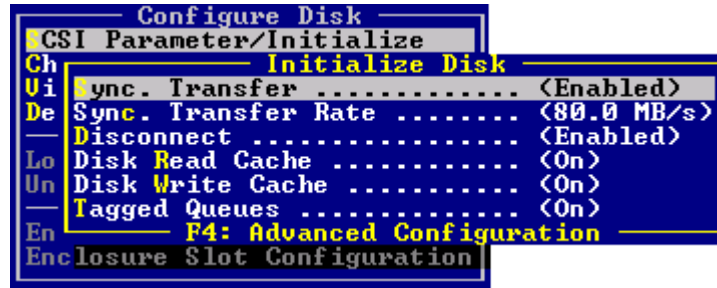 Configure Disk
SCSI Parameter/Initialize
Ch
Initialize Disk
Vi
Sync. Transfer .............. (Enabled)
De
Sync. Transfer Rate ........ (80.0 MB/s)
Disconnect ................. (Enabled)
Lo
Disk Read Cache ............ (On)
Un
Disk Write Cache ........... (On)
Tagged Queues .............. (On)
En
F4: Advanced Configuration
Enclosure Slot Configuration